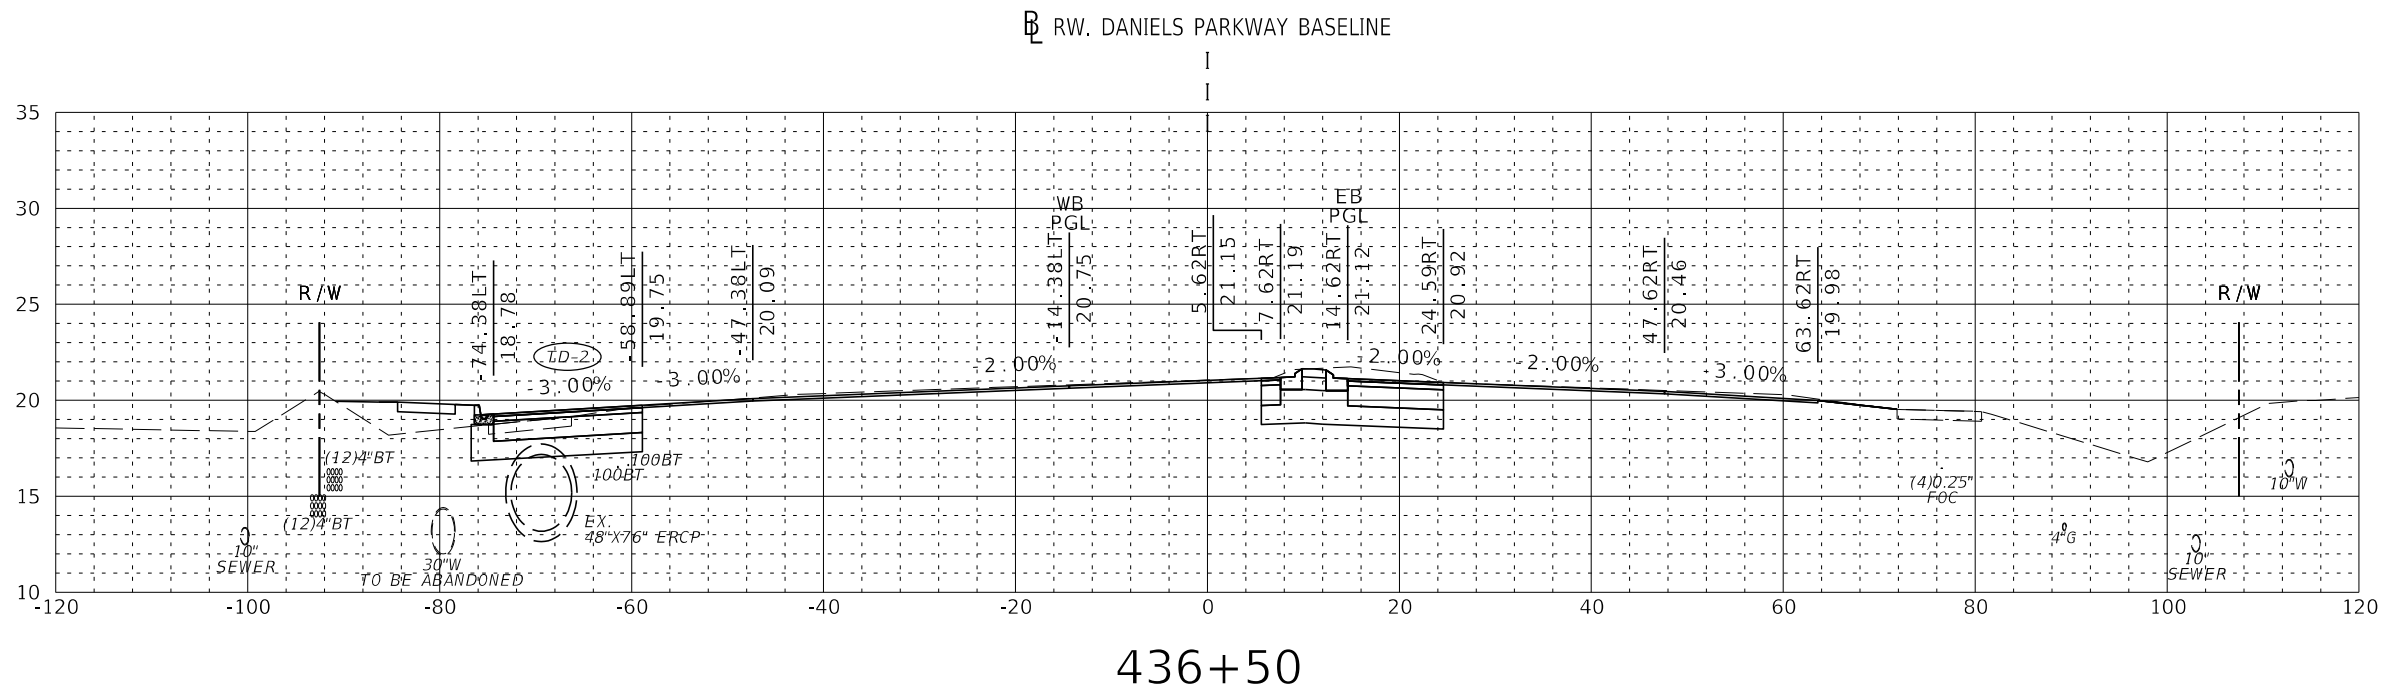 BL RW. DANIELS PARKWAY BASELINE
35
30
25
20
15
10
WB
PGL
EB
PGL
R/W
R/W
-74.38LT
18.78
-58.89LT
19.75
-47.38LT
20.09
-14.38LT
20.75
5.62RT
21.15
7.62RT
21.19
14.62RT
21.12
24.59RT
20.92
47.62RT
20.46
63.62RT
19.98
TD-2
-3.00%
3.00%
-2.00%
2.00%
-2.00%
-3.00%
(12)4"BT
(12)4"BT
100BT
100BT
EX.
48"X76" ERCP
10"
SEWER
30"W
TO BE ABANDONED
(4)0.25"
FOC
4"G
10"W
10"
SEWER
-120
-100
-80
-60
-40
-20
0
20
40
60
80
100
120
436+50